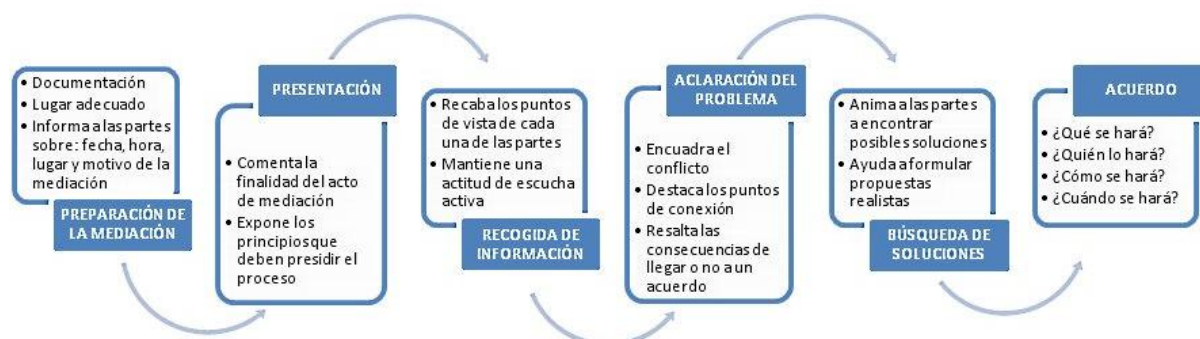 • Documentación
• Lugar adecuado
• Informa a las partes
sobre: fecha, hora,
lugar y motivo de la
mediación
PREPARACIÓN DE
LA MEDIACIÓN
PRESENTACIÓN
• Comenta la
finalidad del acto
de mediación
• Expone los
principios que
deben presidir el
proceso
• Recaba los puntos
de vista de cada
una de las partes
• Mantiene una
actitud de escucha
activa
RECOGIDA DE
INFORMACIÓN
ACLARACIÓN DEL
PROBLEMA
• Encuadra el
conflicto
• Destaca los puntos
de conexión
• Resalta las
consecuencias de
llegar o no a un
acuerdo
• Anima a las partes
a encontrar
posibles soluciones
• Ayuda a formular
propuestas
realistas
BÚSQUEDA DE
SOLUCIONES
ACUERDO
• ¿Qué se hará?
• ¿Quién lo hará?
• ¿Cómo se hará?
• ¿Cuándo se hará?